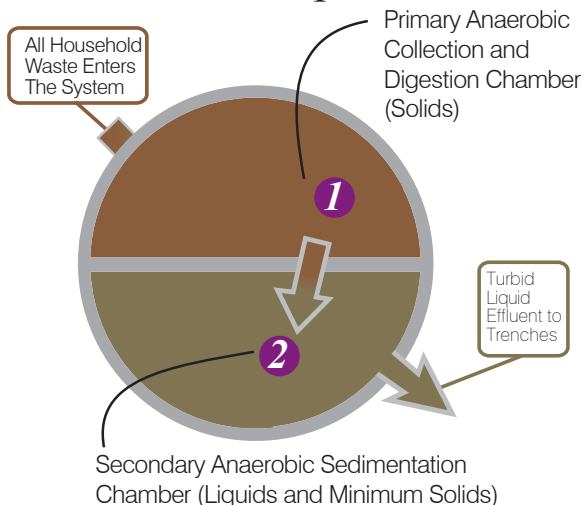 All Household
Waste Enters
The System
Primary Anaerobic
Collection and
Digestion Chamber
(Solids)
1
2
Turbid
Liquid
Effluent to
Trenches
Secondary Anaerobic Sedimentation
Chamber (Liquids and Minimum Solids)